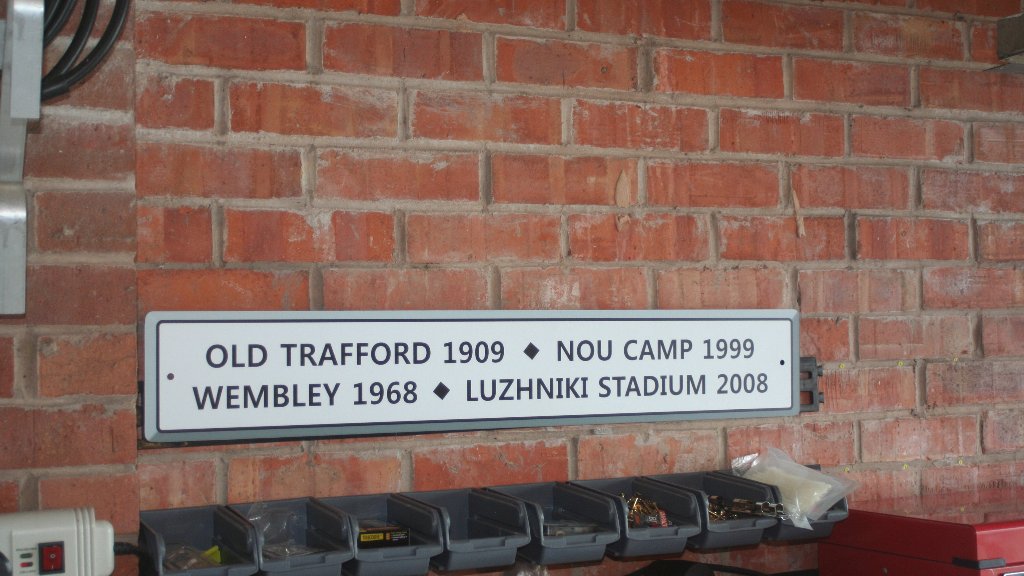 OLD TRAFFORD 1909 ◆ NOU CAMP 1999
WEMBLEY 1968 ◆ LUZHNIKI STADIUM 2008